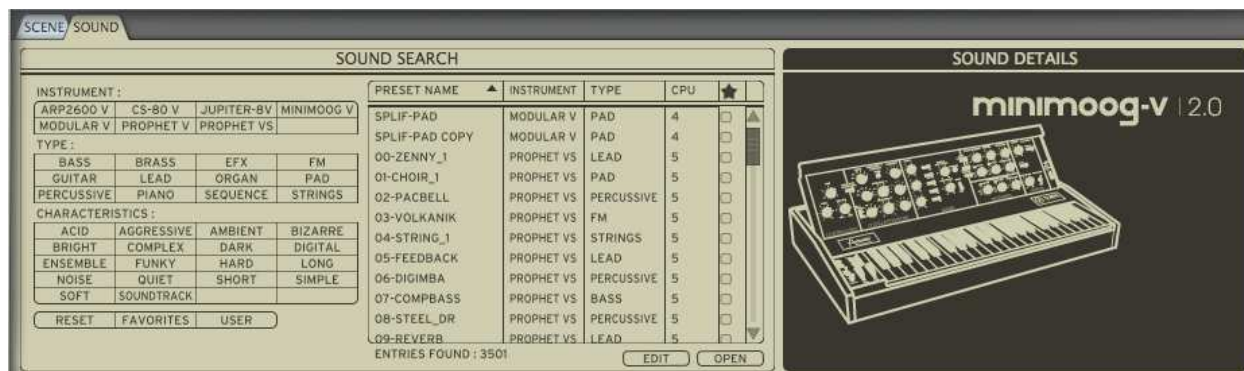 SCENE SOUND
SOUND SEARCH
INSTRUMENT :
ARP2600 V CS-80 V JUPITER-8V MINIMOOG V
MODULAR V PROPHET V PROPHET VS
TYPE :
BASS BRASS EFX FM
GUITAR LEAD ORGAN PAD
PERCUSSIVE PIANO SEQUENCE STRINGS
CHARACTERISTICS :
ACID AGGRESSIVE AMBIENT BIZARRE
BRIGHT COMPLEX DARK DIGITAL
ENSEMBLE FUNKY HARD LONG
NOISE QUIET SHORT SIMPLE
SOFT SOUNDTRACK
RESET FAVORITES USER
PRESET NAME INSTRUMENT TYPE CPU
SPLIF-PAD MODULAR V PAD 4
SPLIF-PAD COPY MODULAR V PAD 4
00-ZENNY_1 PROPHET VS LEAD 5
01-CHOIR_1 PROPHET VS PAD 5
02-PACBELL PROPHET VS PERCUSSIVE 5
03-VOLKANIK PROPHET VS FM 5
04-STRING_1 PROPHET VS STRINGS 5
05-FEEDBACK PROPHET VS LEAD 5
06-DIGIMBA PROPHET VS PERCUSSIVE 5
07-COMPBASS PROPHET VS BASS 5
08-STEEL_DR PROPHET VS PERCUSSIVE 5
09-REVERB PROPHET VS LEAD 5
ENTRIES FOUND : 3501
EDIT OPEN
SOUND DETAILS
minimoog-v | 2.0